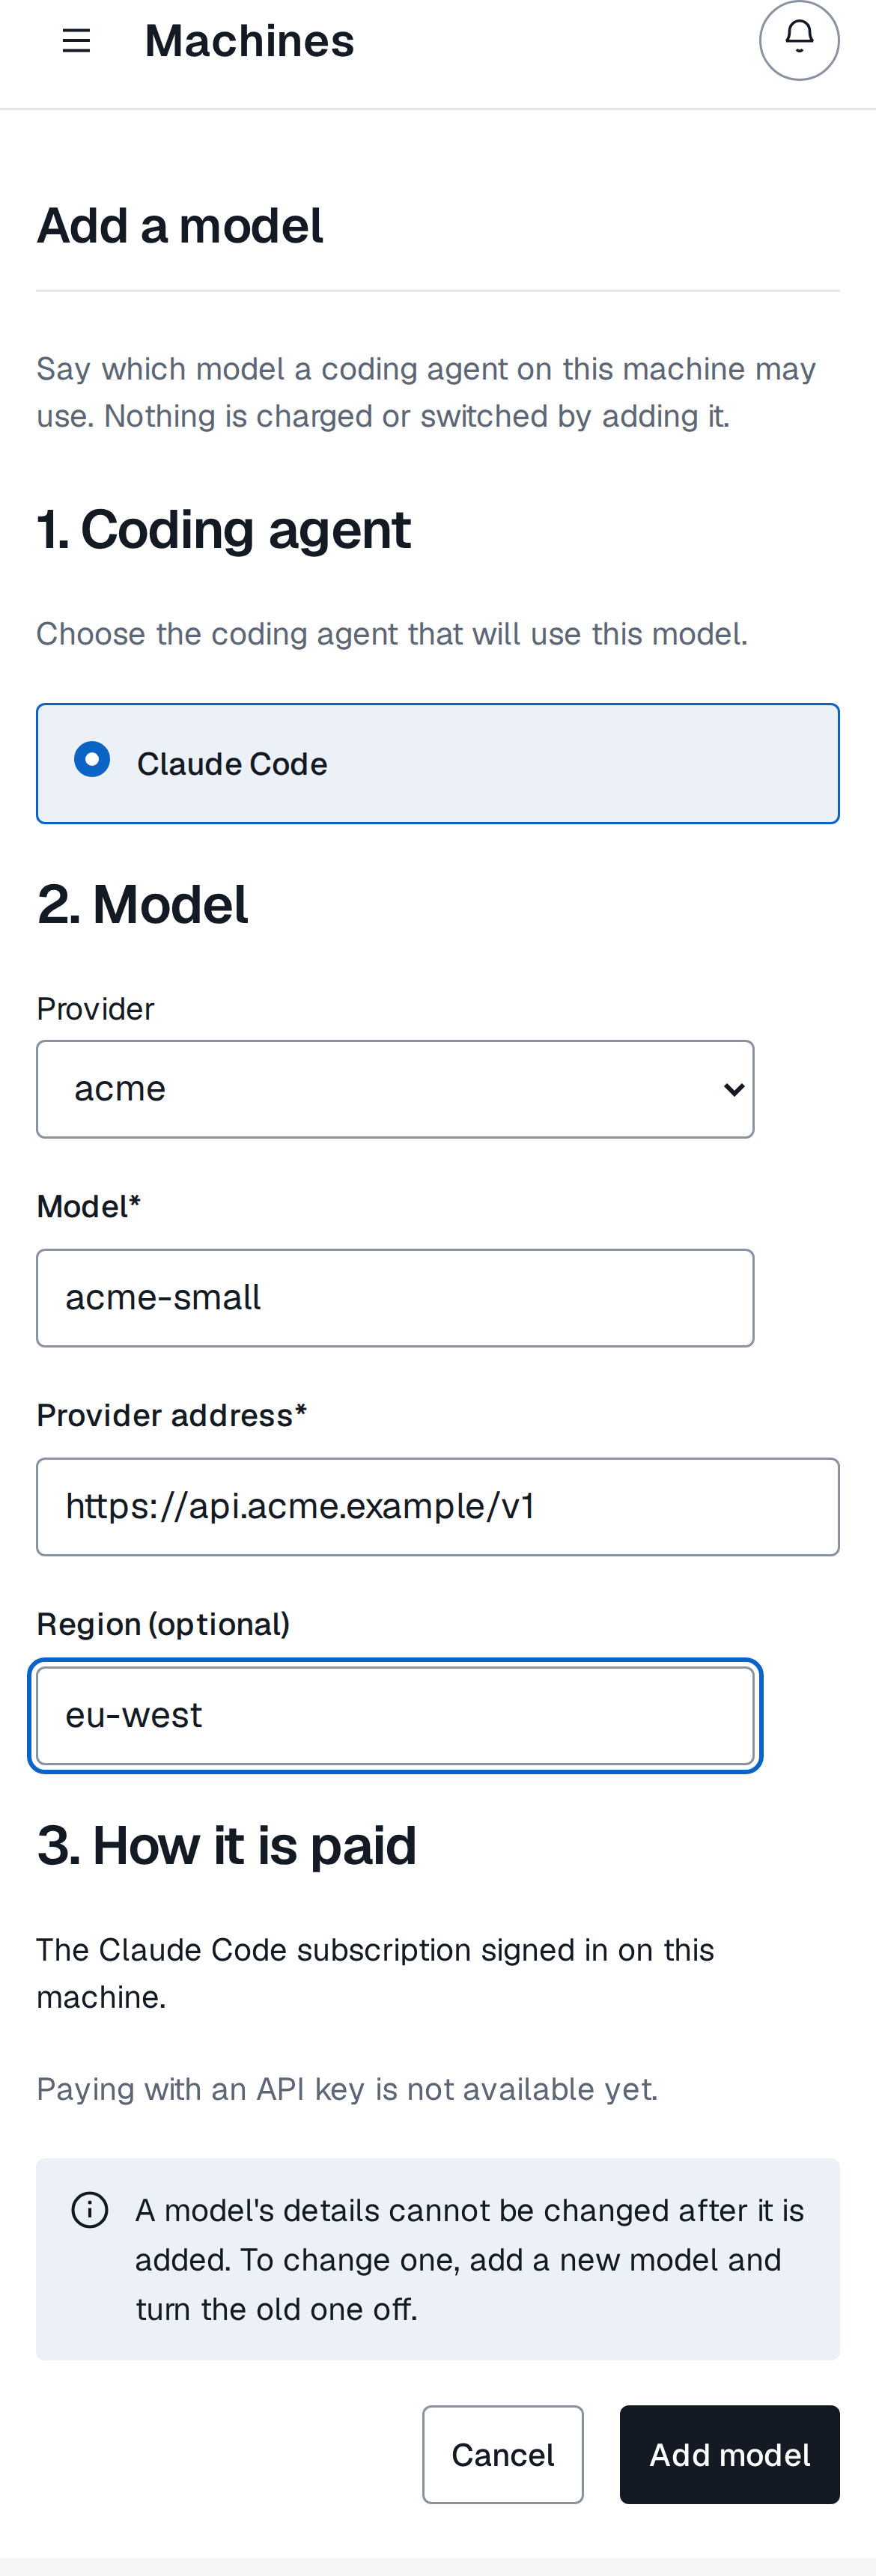 Machines
Add a model
Say which model a coding agent on this machine may
use. Nothing is charged or switched by adding it.
1. Coding agent
Choose the coding agent that will use this model.
Claude Code
2. Model
Provider
acme
Model*
acme-small
Provider address*
https://api.acme.example/v1
Region (optional)
eu-west
3. How it is paid
The Claude Code subscription signed in on this
machine.
Paying with an API key is not available yet.
A model's details cannot be changed after it is
added. To change one, add a new model and
turn the old one off.
Cancel
Add model